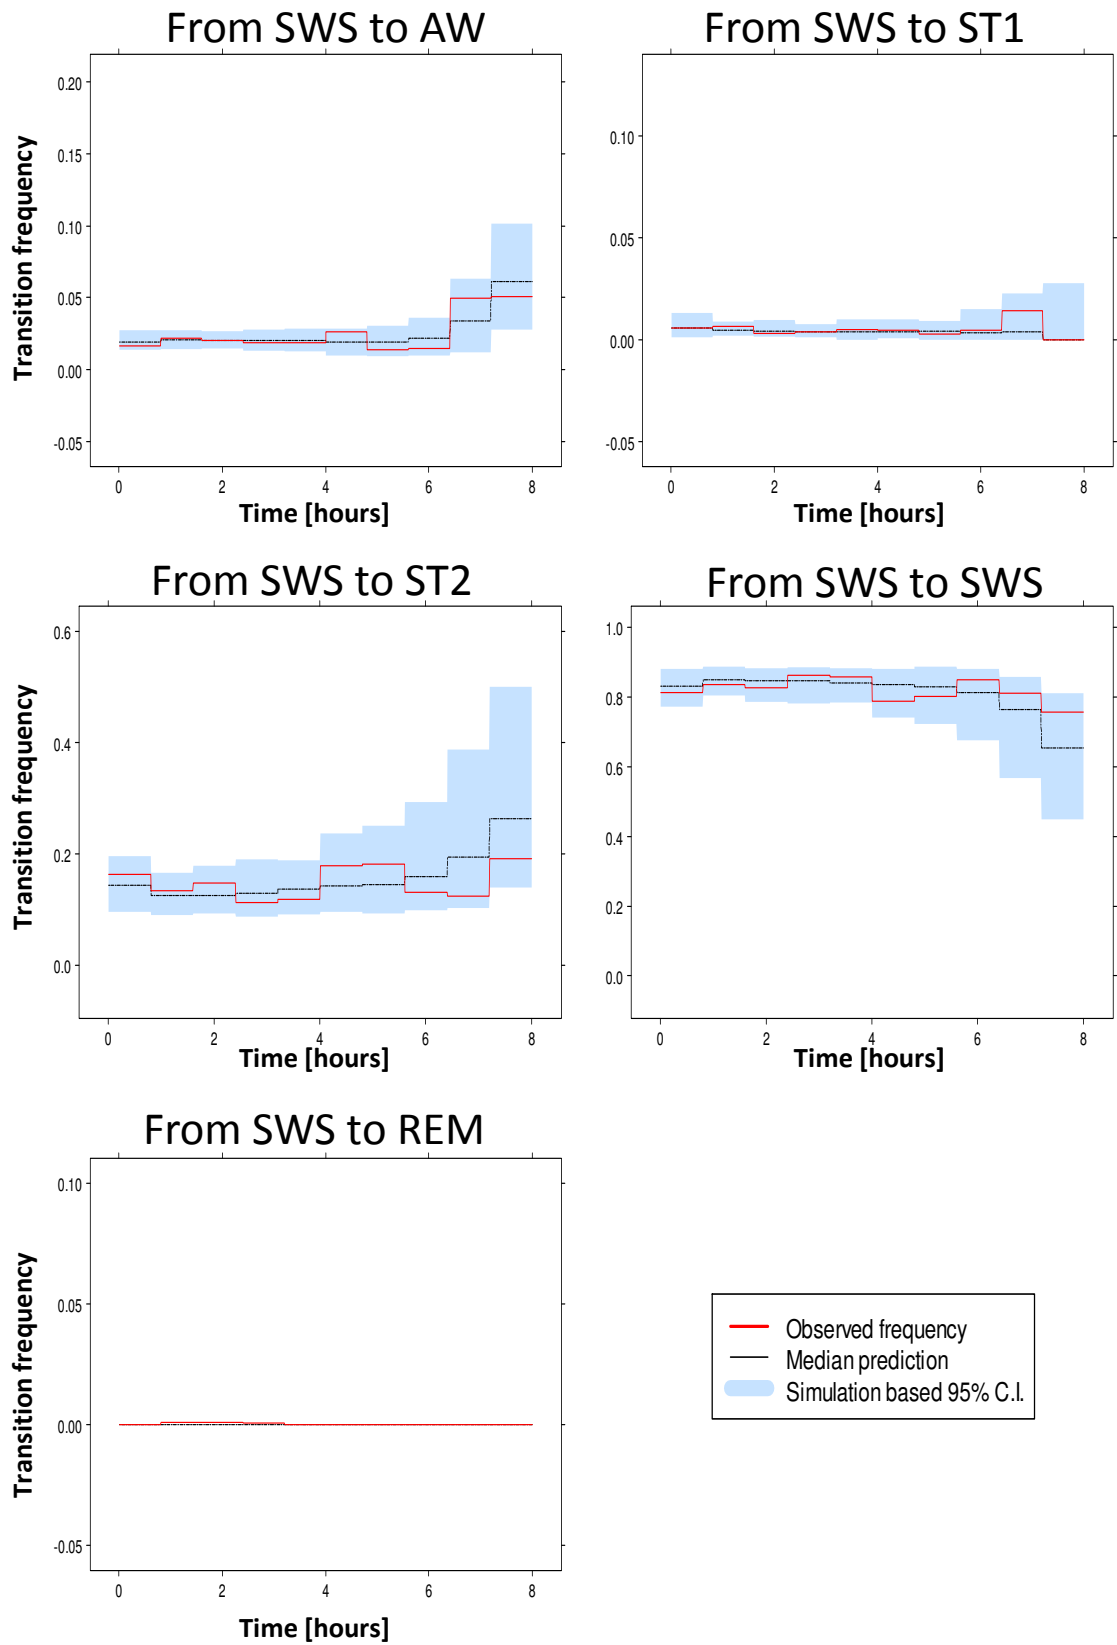 From SWS to AW
Transition frequency
0.20
0.15
0.10
0.05
0.00
-0.05
0 2 4 6 8
Time [hours]
From SWS to ST1
0.10
0.05
0.00
-0.05
0 2 4 6 8
Time [hours]
From SWS to ST2
Transition frequency
0.6
0.4
0.2
0.0
0 2 4 6 8
Time [hours]
From SWS to SWS
1.0
0.8
0.6
0.4
0.2
0.0
0 2 4 6 8
Time [hours]
From SWS to REM
Transition frequency
0.10
0.05
0.00
-0.05
0 2 4 6 8
Time [hours]
Observed frequency
Median prediction
Simulation based 95% C.I.